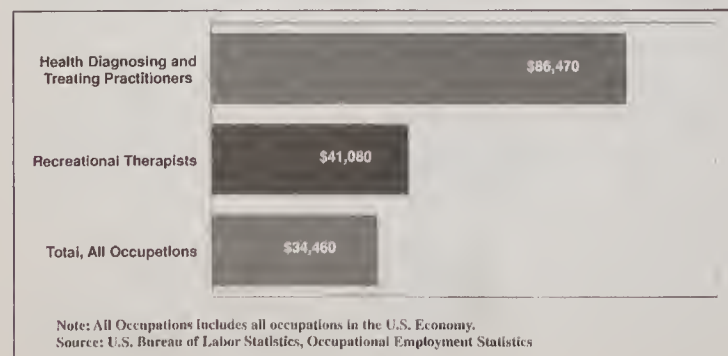 Health Diagnosing and
Treating Practitioners
$86,470
Recreational Therapists
$41,080
Total, All Occupetions
$34,460
Note: All Occupations Includes all occupations in the U.S. Economy.
Source: U.S. Bureau of Labor Statistics, Occupational Employment Statistics